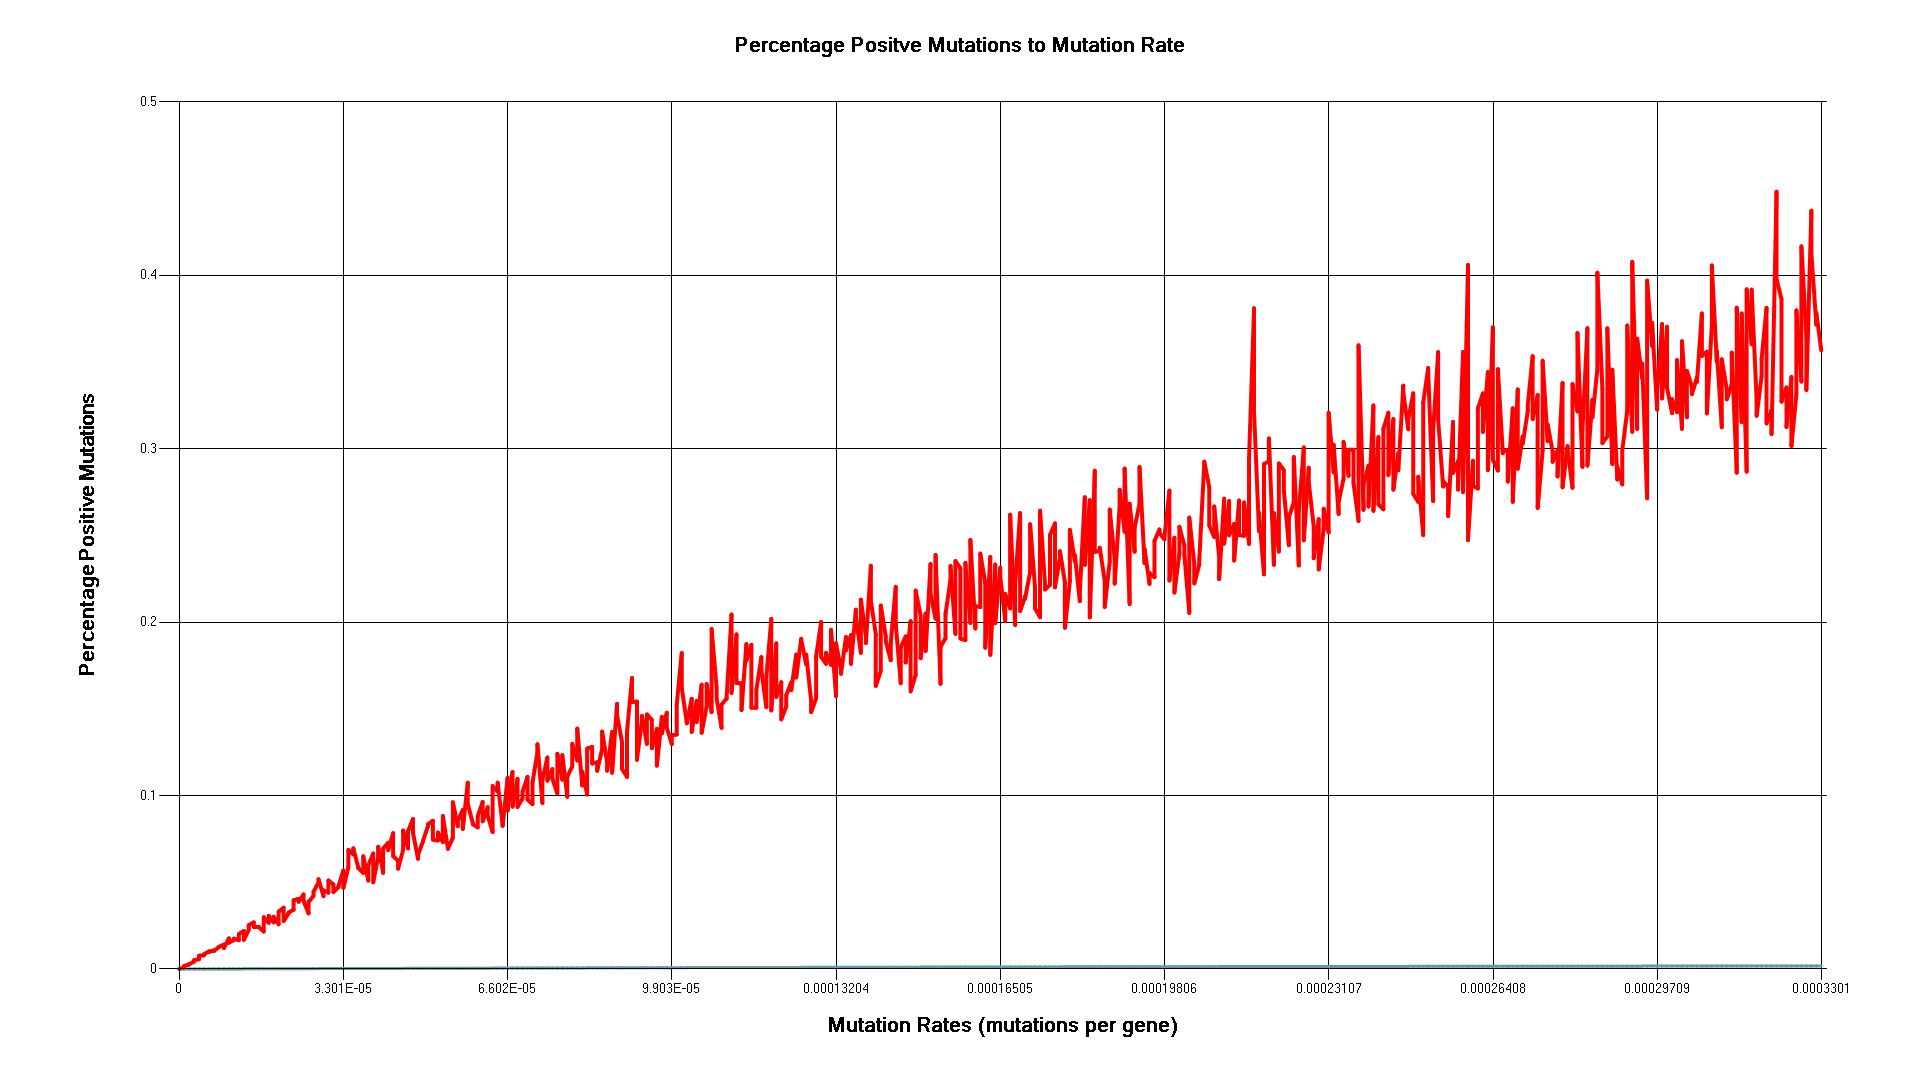 Percentage Positve Mutations to Mutation Rate
0.5
0.4
0.3
0.2
0.1
0
Percentage Positive Mutations
0 3.301E-05 6.602E-05 9.903E-05 0.00013204 0.00016505 0.00019806 0.00023107 0.00026408 0.00029709 0.0003301
Mutation Rates (mutations per gene)